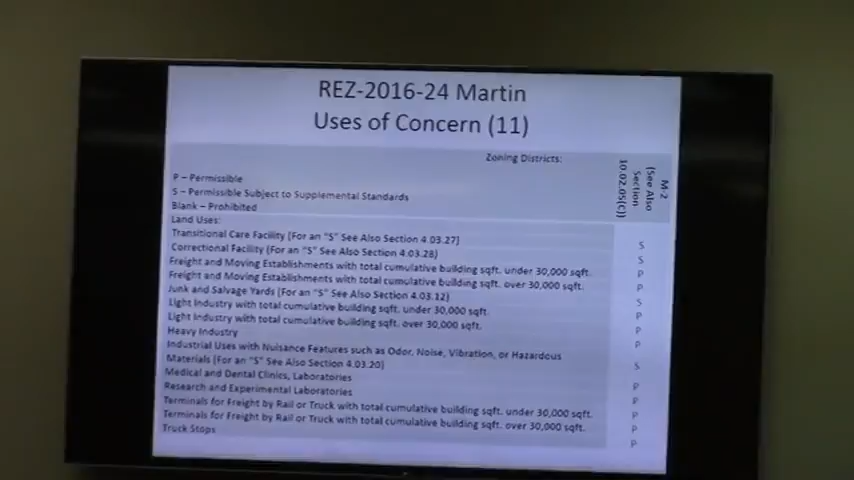 REZ-2016-24 Martin
Uses of Concern (11)
Zoning Districts:
M-2
(See Also
Section
10.02.05(C))
P – Permissible
S – Permissible Subject to Supplemental Standards
Blank – Prohibited
Land Uses:
Transitional Care Facility (For an "S" See Also Section 4.03.27) S
Correctional Facility (For an "S" See Also Section 4.03.28) S
Freight and Moving Establishments with total cumulative building sqft. under 30,000 sqft. P
Freight and Moving Establishments with total cumulative building sqft. over 30,000 sqft. P
Junk and Salvage Yards (For an "S" See Also Section 4.03.12) S
Light Industry with total cumulative building sqft. under 30,000 sqft. P
Light Industry with total cumulative building sqft. over 30,000 sqft. P
Heavy Industry P
Industrial Uses with Nuisance Features such as Odor, Noise, Vibration, or Hazardous
Materials (For an "S" See Also Section 4.03.20) S
Medical and Dental Clinics, Laboratories P
Research and Experimental Laboratories P
Terminals for Freight by Rail or Truck with total cumulative building sqft. under 30,000 sqft. P
Terminals for Freight by Rail or Truck with total cumulative building sqft. over 30,000 sqft. P
Truck Stops P